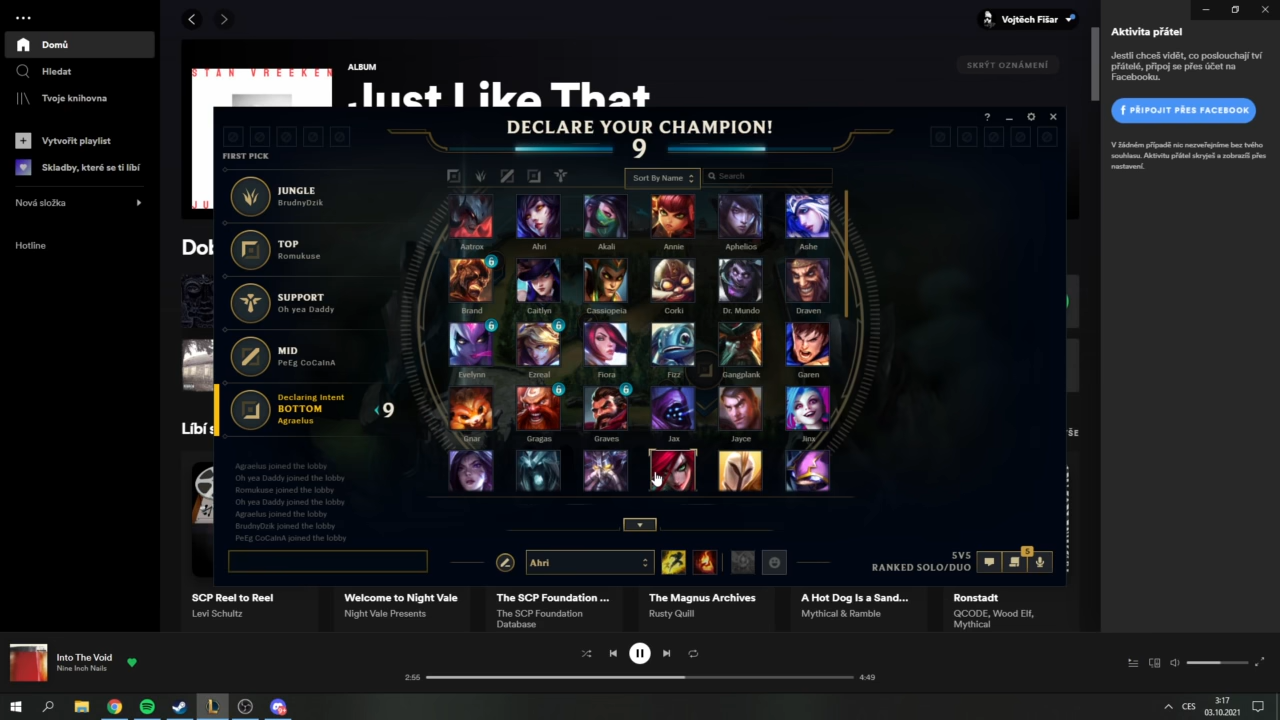 Domů
Hledat
Tvoje knihovna
Vytvořit playlist
Skladby, které se ti líbí
Nová složka
Hotline
Vojtěch Fišar
STAN VREEKEN
ALBUM
Just Like That
SKRÝT OZNÁMENÍ
Aktivita přátel
Jestli chceš vidět, co poslouchají tví
přátelé, připoj se přes účet na
Facebooku.
PŘIPOJIT PŘES FACEBOOK
V žádném případě nic nezveřejníme bez tvého
souhlasu. Aktivitu přátel skryješ a zobrazíš přes
nastavení.
DECLARE YOUR CHAMPION!
9
FIRST PICK
JUNGLE
BrudnyDzik
TOP
Romukuse
SUPPORT
Oh yea Daddy
MID
PeEg CoCaInA
Declaring Intent
BOTTOM
Agraelus
9
Sort By Name
Search
Aatrox
Ahri
Akali
Annie
Aphelios
Ashe
Brand
Caitlyn
Cassiopeia
Corki
Dr. Mundo
Draven
Evelynn
Ezreal
Fiora
Fizz
Gangplank
Garen
Gnar
Gragas
Graves
Jax
Jayce
Jinx
Agraelus joined the lobby
Oh yea Daddy joined the lobby
Romukuse joined the lobby
Oh yea Daddy joined the lobby
Agraelus joined the lobby
BrudnyDzik joined the lobby
PeEg CoCaInA joined the lobby
Ahri
5V5
RANKED SOLO/DUO
5
SCP Reel to Reel
Levi Schultz
Welcome to Night Vale
Night Vale Presents
The SCP Foundation ...
The SCP Foundation
Database
The Magnus Archives
Rusty Quill
A Hot Dog Is a Sand...
Mythical & Ramble
Ronstadt
QCODE, Wood Elf,
Mythical
Into The Void
Nine Inch Nails
2:56
4:49
CES
3:17
03.10.2021